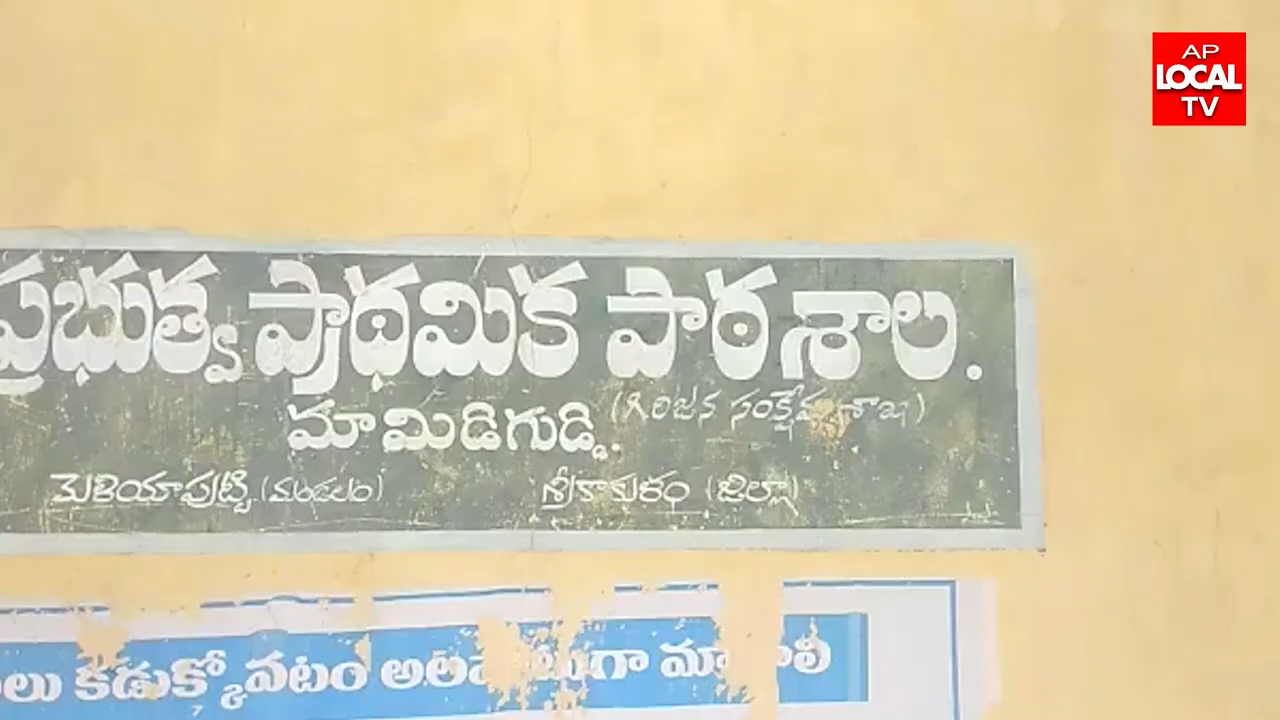 AP
LOCAL
TV
ప్రభుత్వ ప్రాథమిక పాఠశాల.
మామిడిగుడ్డి. (గిరిజన సంక్షేమ శాఖ)
మెళియాపుట్టి (మండలం) శ్రీకాకుళం (జిల్లా)
కడుక్కోవటం